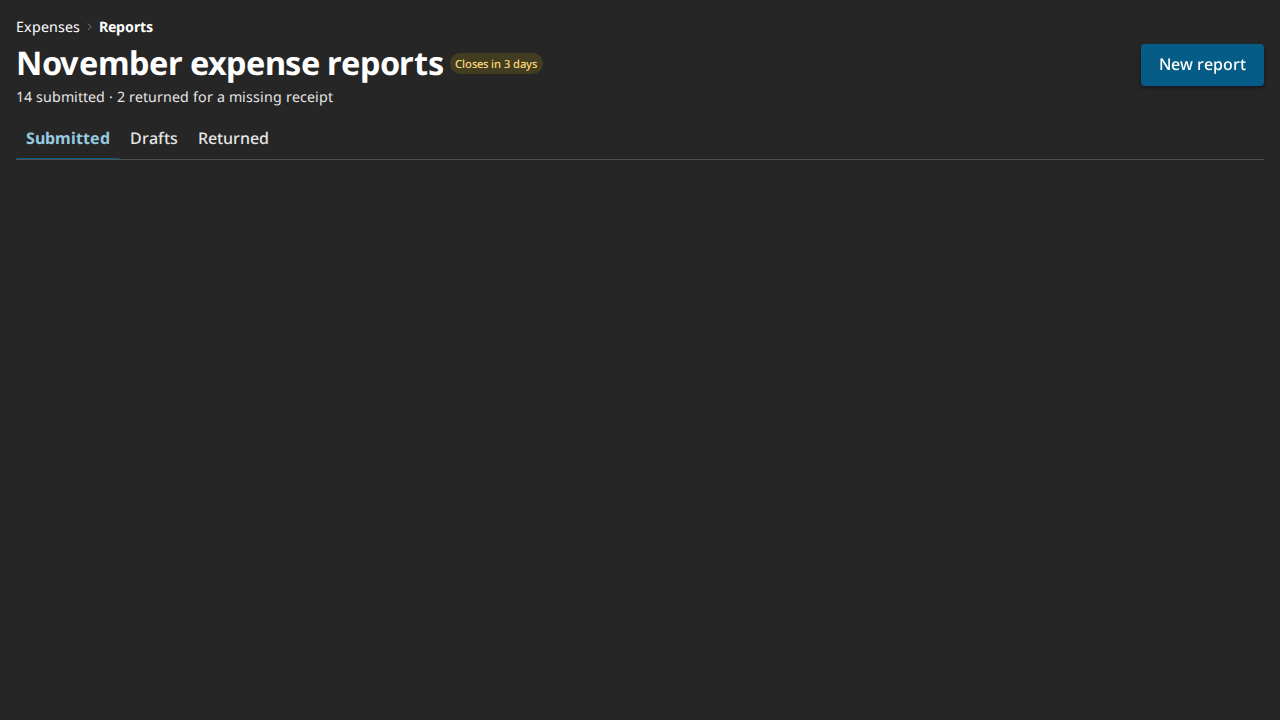 Expenses > Reports
November expense reports Closes in 3 days
New report
14 submitted · 2 returned for a missing receipt
Submitted Drafts Returned